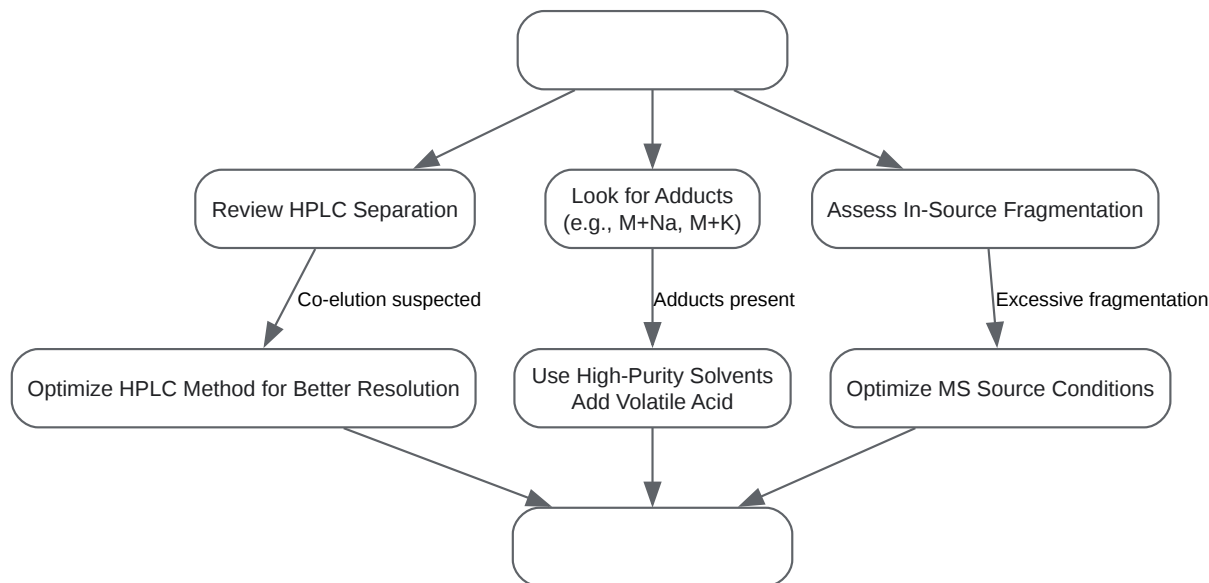 Review HPLC Separation
Look for Adducts
(e.g., M+Na, M+K)
Assess In-Source Fragmentation
Co-elution suspected
Adducts present
Excessive fragmentation
Optimize HPLC Method for Better Resolution
Use High-Purity Solvents
Add Volatile Acid
Optimize MS Source Conditions